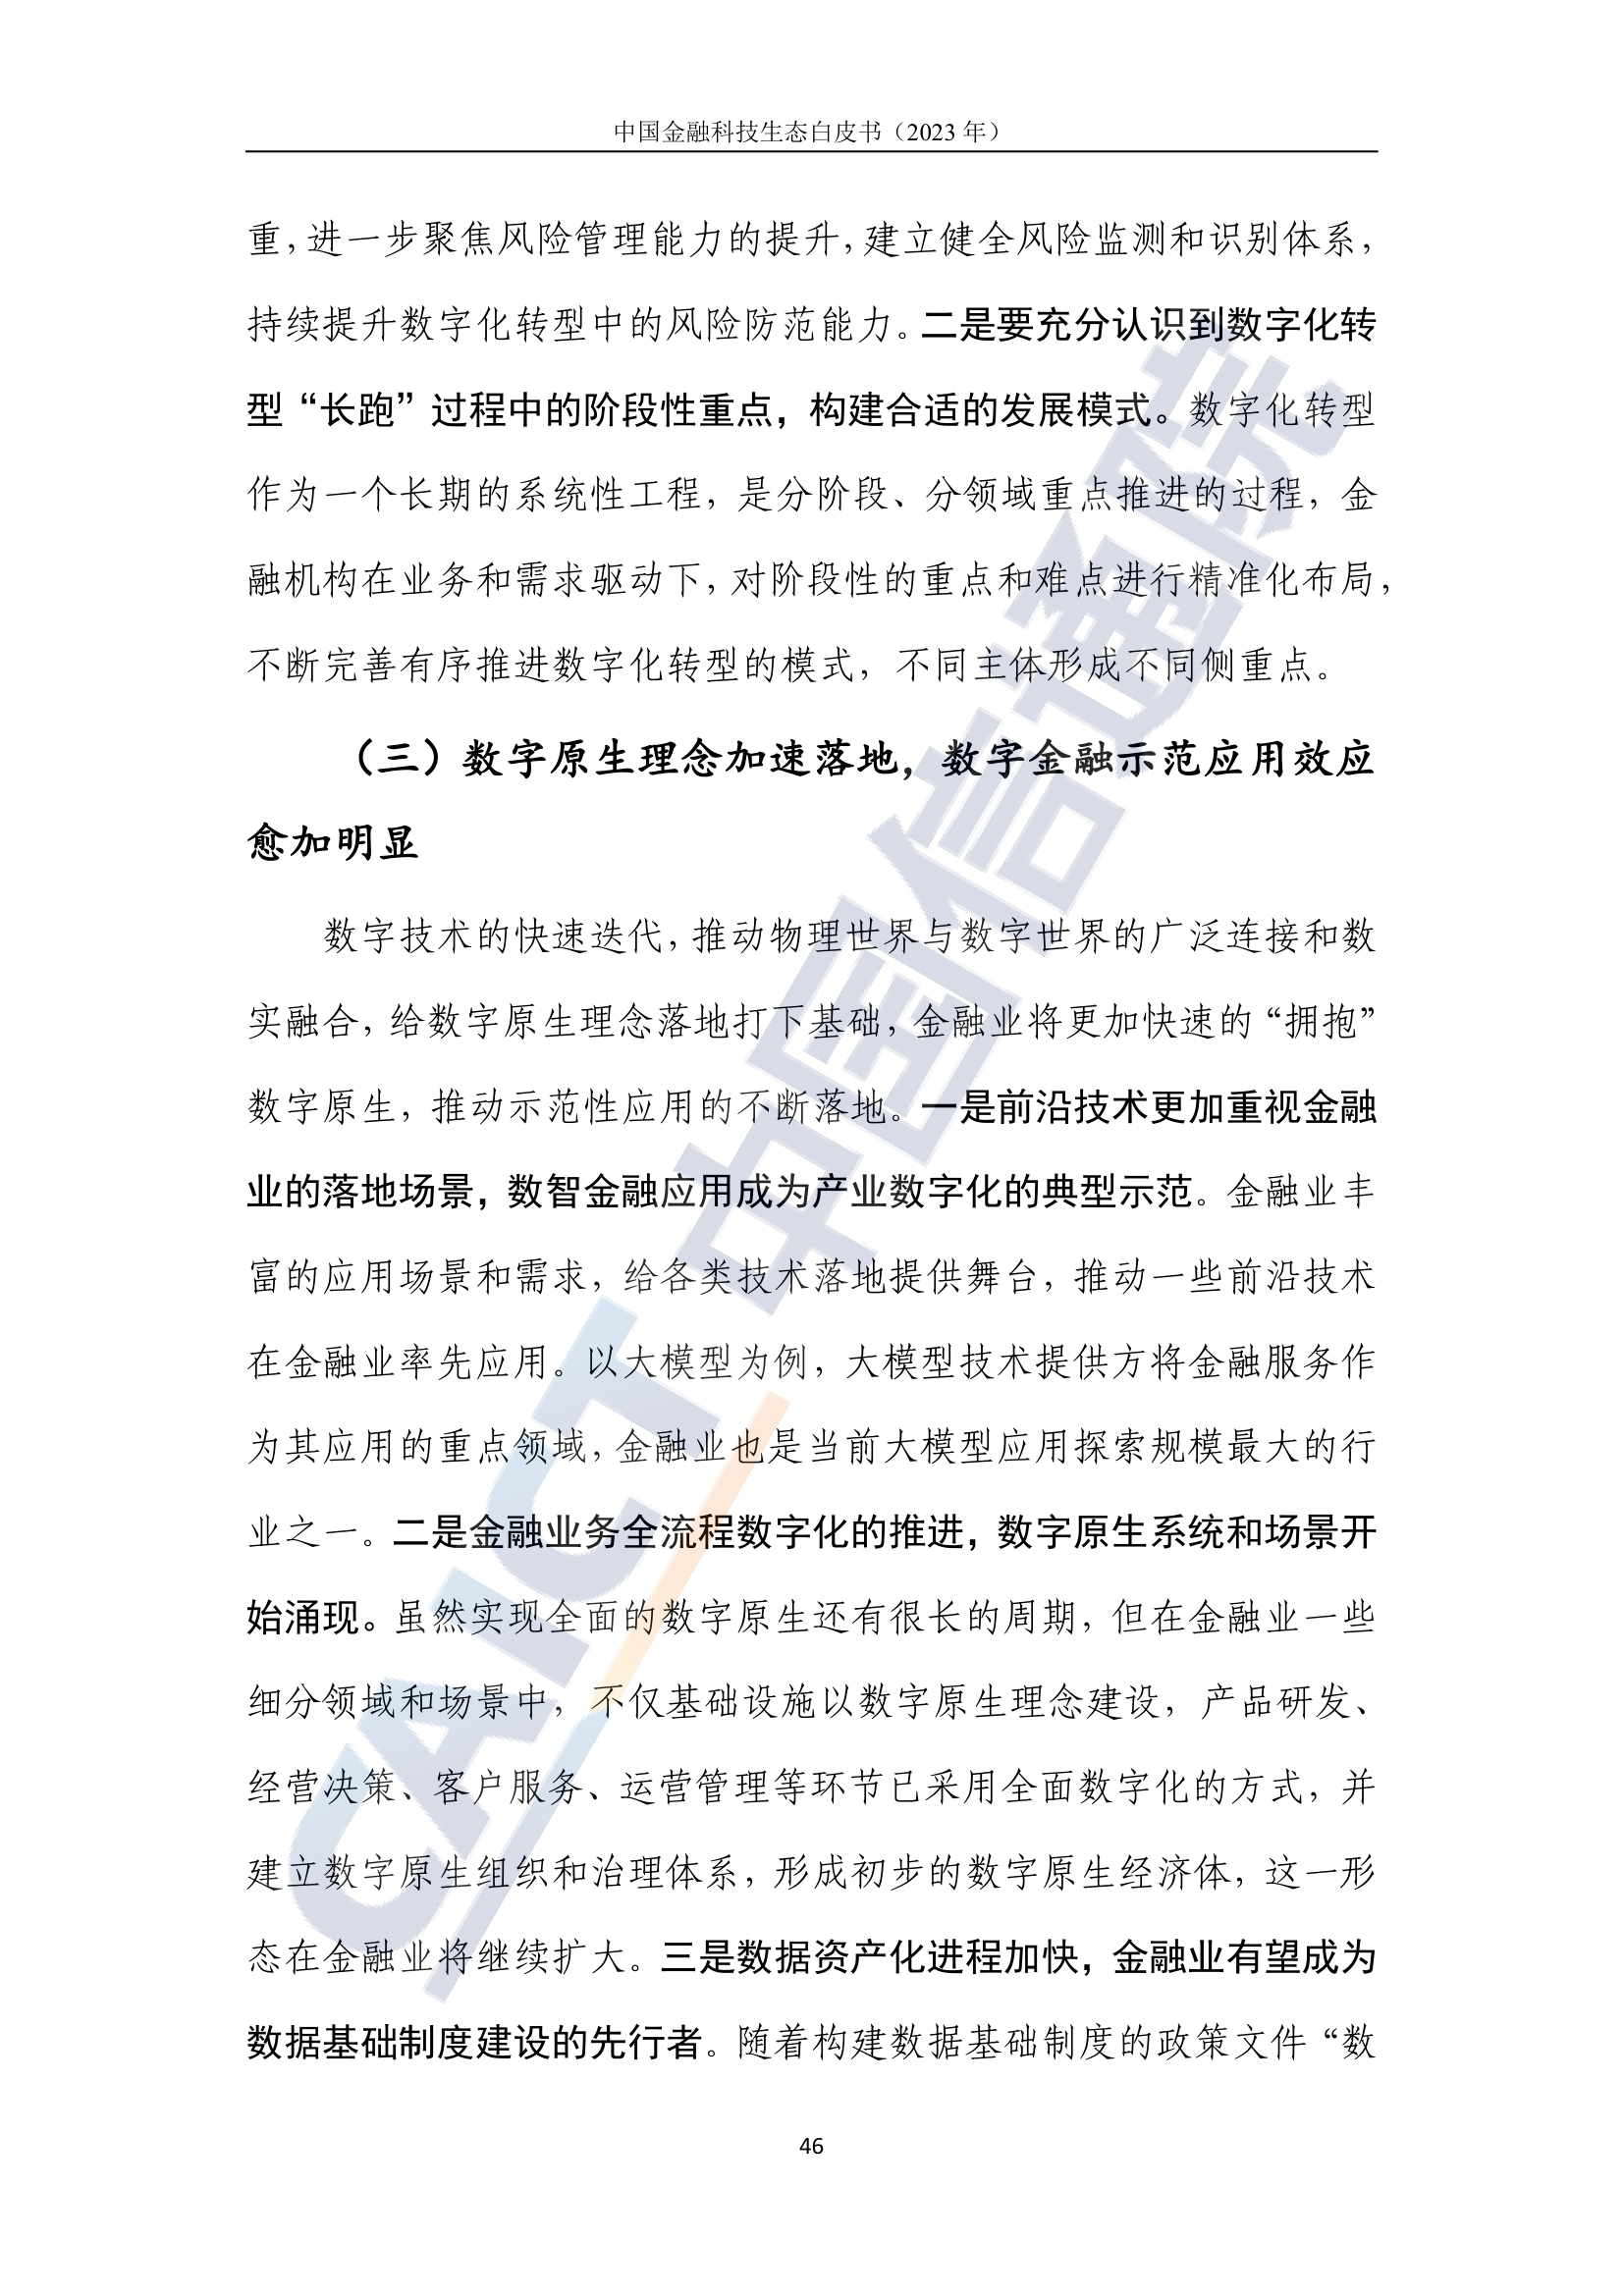 中国金融科技生态白皮书（2023 年）
重，进一步聚焦风险管理能力的提升，建立健全风险监测和识别体系，
持续提升数字化转型中的风险防范能力。二是要充分认识到数字化转
型“长跑”过程中的阶段性重点，构建合适的发展模式。数字化转型
作为一个长期的系统性工程，是分阶段、分领域重点推进的过程，金
融机构在业务和需求驱动下，对阶段性的重点和难点进行精准化布局，
不断完善有序推进数字化转型的模式，不同主体形成不同侧重点。
（三）数字原生理念加速落地，数字金融示范应用效应
愈加明显
数字技术的快速迭代，推动物理世界与数字世界的广泛连接和数
实融合，给数字原生理念落地打下基础，金融业将更加快速的“拥抱”
数字原生，推动示范性应用的不断落地。一是前沿技术更加重视金融
业的落地场景，数智金融应用成为产业数字化的典型示范。金融业丰
富的应用场景和需求，给各类技术落地提供舞台，推动一些前沿技术
在金融业率先应用。以大模型为例，大模型技术提供方将金融服务作
为其应用的重点领域，金融业也是当前大模型应用探索规模最大的行
业之一。二是金融业务全流程数字化的推进，数字原生系统和场景开
始涌现。虽然实现全面的数字原生还有很长的周期，但在金融业一些
细分领域和场景中，不仅基础设施以数字原生理念建设，产品研发、
经营决策、客户服务、运营管理等环节已采用全面数字化的方式，并
建立数字原生组织和治理体系，形成初步的数字原生经济体，这一形
态在金融业将继续扩大。三是数据资产化进程加快，金融业有望成为
数据基础制度建设的先行者。随着构建数据基础制度的政策文件“数
46
CAICT 中国信通院